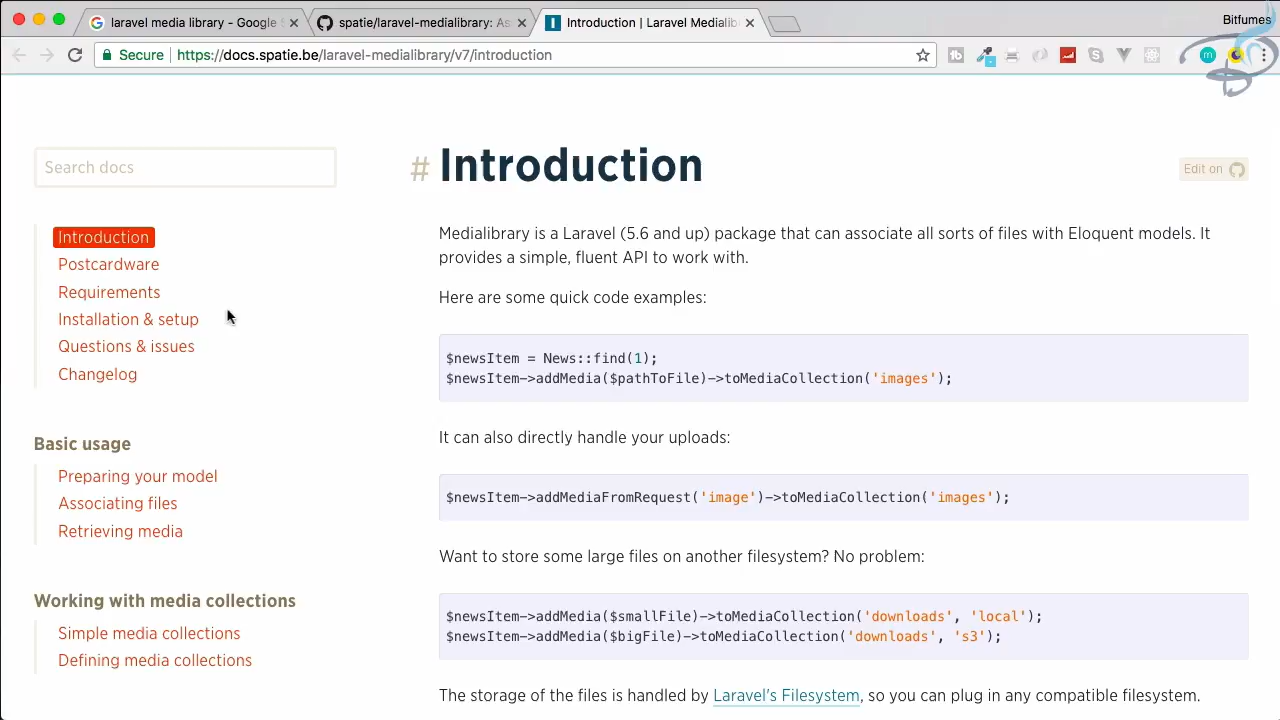 laravel media library - Google
spatie/laravel-medialibrary: As
Introduction | Laravel Medialib
Bitfumes
Secure
https://docs.spatie.be/laravel-medialibrary/v7/introduction
Search docs
Introduction
Postcardware
Requirements
Installation & setup
Questions & issues
Changelog
Basic usage
Preparing your model
Associating files
Retrieving media
Working with media collections
Simple media collections
Defining media collections
# Introduction
Edit on
Medialibrary is a Laravel (5.6 and up) package that can associate all sorts of files with Eloquent models. It
provides a simple, fluent API to work with.
Here are some quick code examples:
$newsItem = News::find(1);
$newsItem->addMedia($pathToFile)->toMediaCollection('images');
It can also directly handle your uploads:
$newsItem->addMediaFromRequest('image')->toMediaCollection('images');
Want to store some large files on another filesystem? No problem:
$newsItem->addMedia($smallFile)->toMediaCollection('downloads', 'local');
$newsItem->addMedia($bigFile)->toMediaCollection('downloads', 's3');
The storage of the files is handled by Laravel's Filesystem, so you can plug in any compatible filesystem.